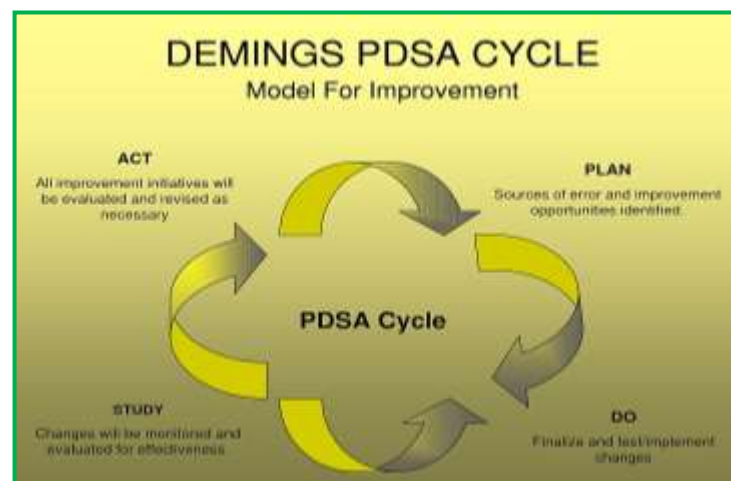 DEMINGS PDSA CYCLE
Model For Improvement
ACT
All improvement initiatives will
be evaluated and revised as
necessary
PLAN
Sources of error and improvement
opportunities identified.
PDSA Cycle
STUDY
Changes will be monitored and
evaluated for effectiveness
DO
Finalize and test/implement
changes